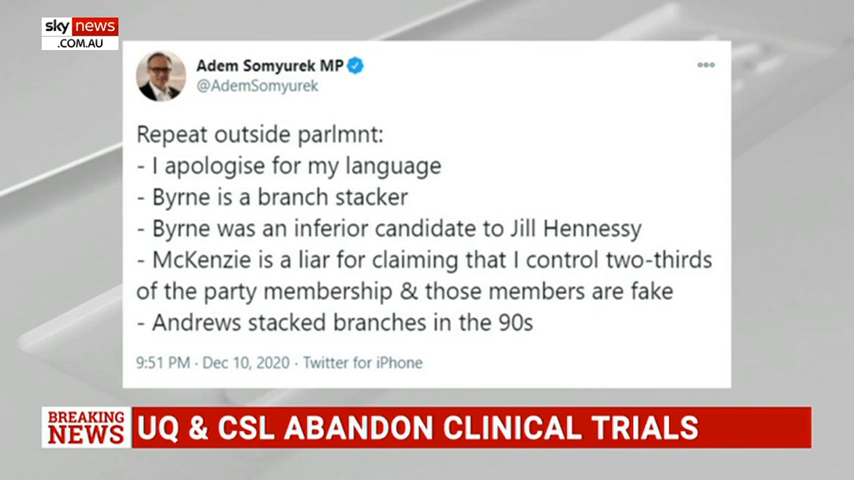 sky news
.COM.AU
Adem Somyurek MP
@AdemSomyurek
Repeat outside parlmnt:
- I apologise for my language
- Byrne is a branch stacker
- Byrne was an inferior candidate to Jill Hennessy
- McKenzie is a liar for claiming that I control two-thirds
of the party membership & those members are fake
- Andrews stacked branches in the 90s
9:51 PM · Dec 10, 2020 · Twitter for iPhone
BREAKING
NEWS
UQ & CSL ABANDON CLINICAL TRIALS